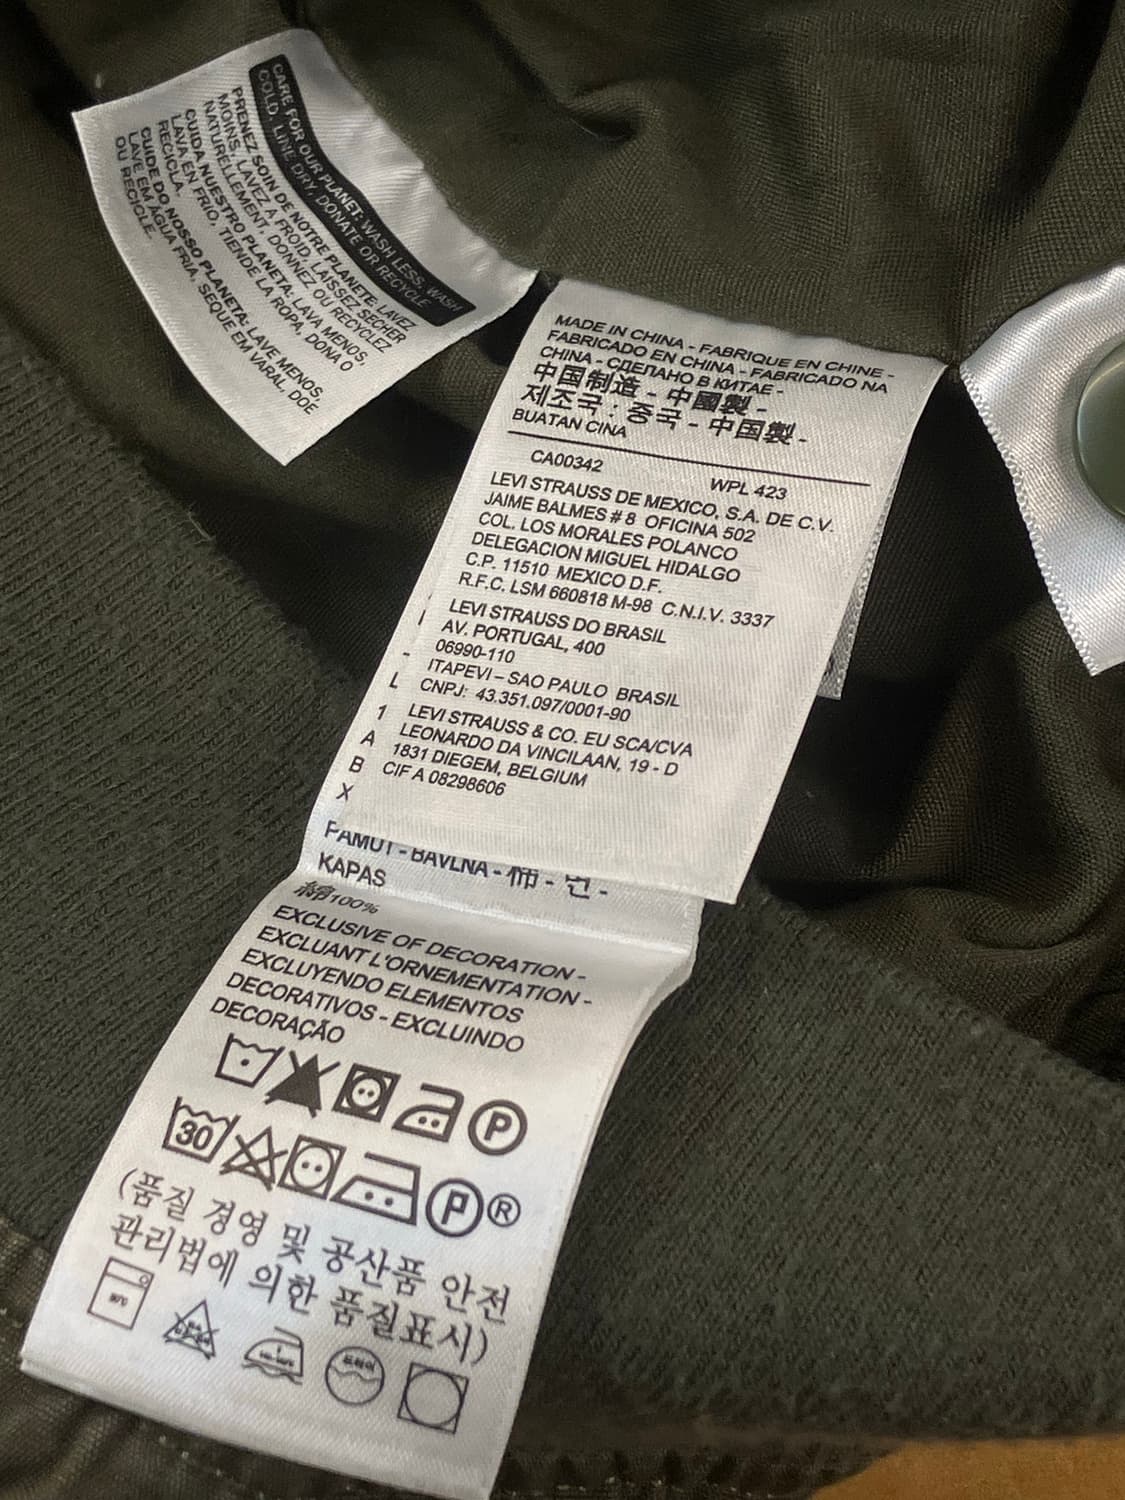 CARE FOR OUR PLANET: WASH LESS, WASH
COLD, LINE DRY, DONATE OR RECYCLE
PRENEZ SOIN DE NOTRE PLANETE: LAVEZ
MOINS, LAVEZ A FROID, LAISSEZ SÉCHER
NATURELLEMENT, DONNEZ OU RECYCLEZ
CUIDA NUESTRO PLANETA: LAVA MENOS,
LAVA EN FRIO, TIENDE LA ROPA, DONA O
RECICLA.
CUIDE DO NOSSO PLANETA: LAVE MENOS,
LAVE EM ÁGUA FRIA, SEQUE EM VARAL, DOE
OU RECICLE.
MADE IN CHINA - FABRIQUE EN CHINE -
FABRICADO EN CHINA - FABRICADO NA
CHINA - СДЕЛАНО В КИТАЕ -
中国制造 - 中國製 -
제조국 : 중국 - 中国製 -
BUATAN CINA
CA00342 WPL 423
LEVI STRAUSS DE MEXICO, S.A. DE C.V.
JAIME BALMES # 8 OFICINA 502
COL. LOS MORALES POLANCO
DELEGACION MIGUEL HIDALGO
C.P. 11510 MEXICO D.F.
R.F.C. LSM 660818 M-98 C.N.I.V. 3337
LEVI STRAUSS DO BRASIL
AV. PORTUGAL, 400
06990-110
ITAPEVI – SAO PAULO BRASIL
CNPJ: 43.351.097/0001-90
LEVI STRAUSS & CO. EU SCA/CVA
LEONARDO DA VINCILAAN, 19 - D
1831 DIEGEM, BELGIUM
CIF A 08298606
L
1
A
B
X
PAMUT - BAVLNA - 棉 - 면 -
KAPAS
綿100%
EXCLUSIVE OF DECORATION -
EXCLUANT L'ORNEMENTATION -
EXCLUYENDO ELEMENTOS
DECORATIVOS - EXCLUINDO
DECORAÇÃO
P
30 P ®
(품질 경영 및 공산품 안전
관리법에 의한 품질표시)